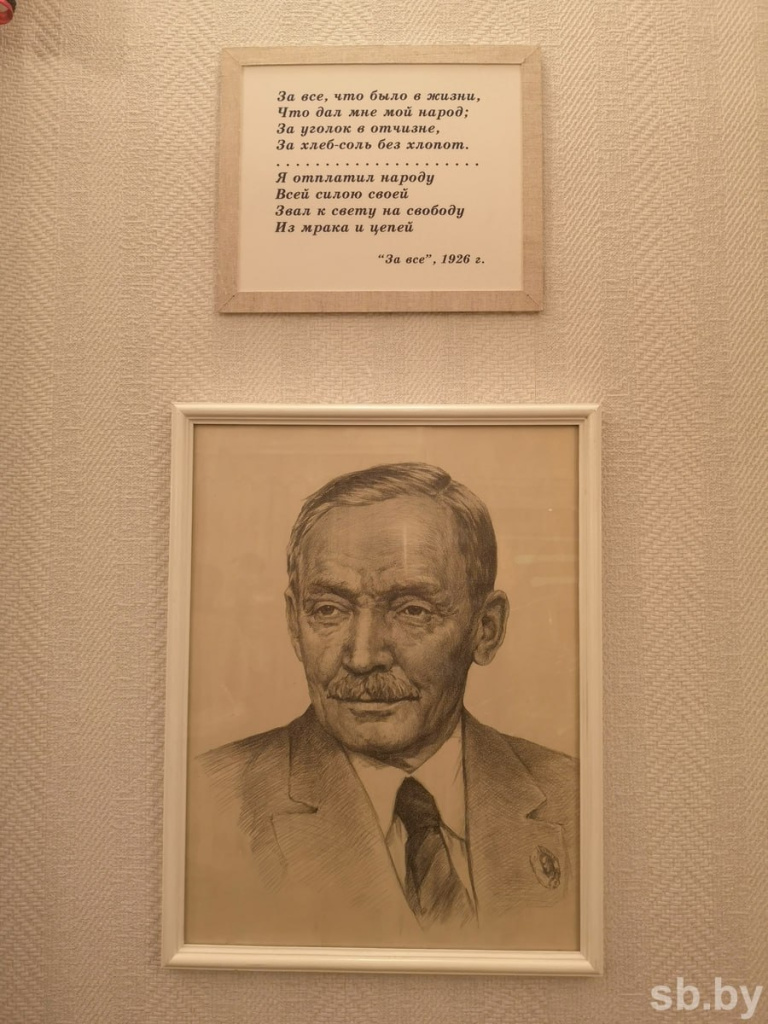 За все, что было в жизни,
Что дал мне мой народ;
За уголок в отчизне,
За хлеб-соль без хлопот.
. . . . . . . . . . . . . . . . . . . . .
Я отплатил народу
Всей силою своей
Звал к свету на свободу
Из мрака и цепей
“За все”, 1926 г.
sb.by